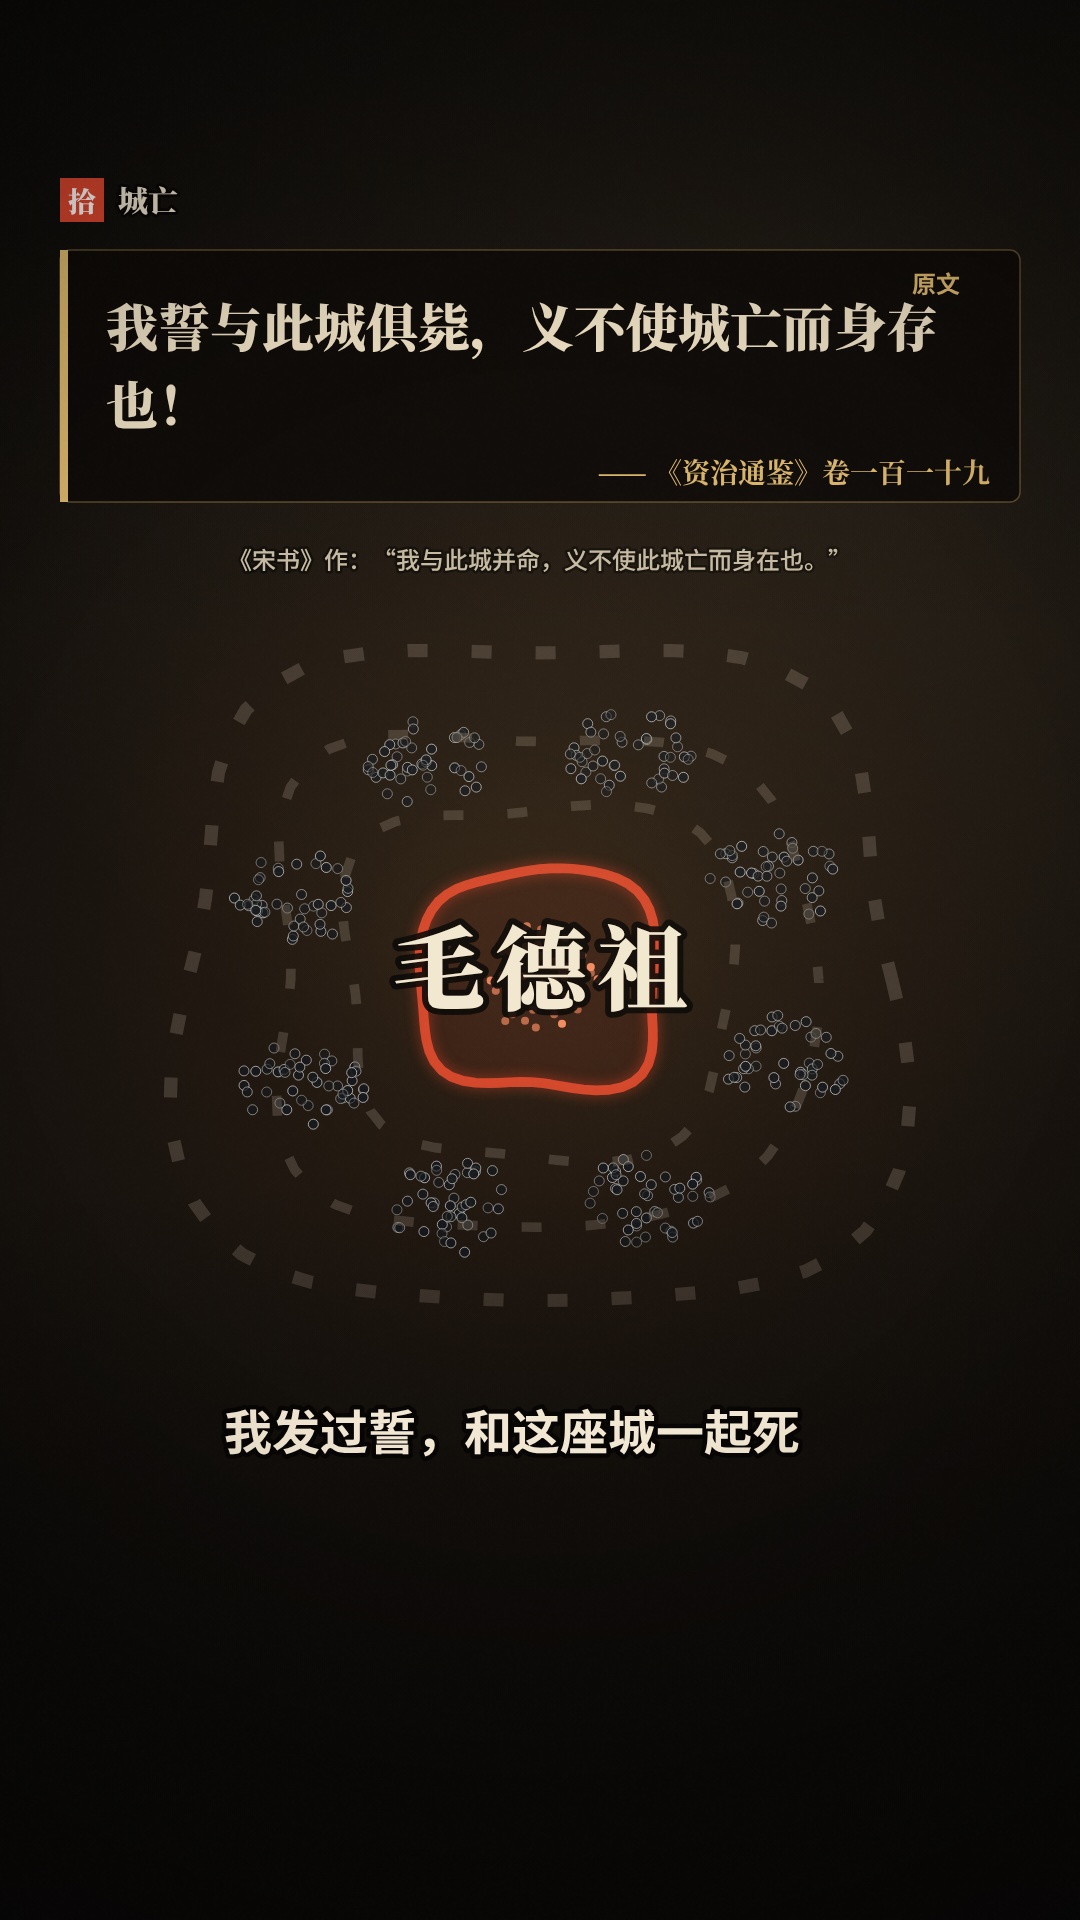 拾 城亡
原文
我誓与此城俱毙，义不使城亡而身存
也！
—— 《资治通鉴》卷一百一十九
《宋书》作：“我与此城并命，义不使此城亡而身在也。”
毛德祖
我发过誓，和这座城一起死